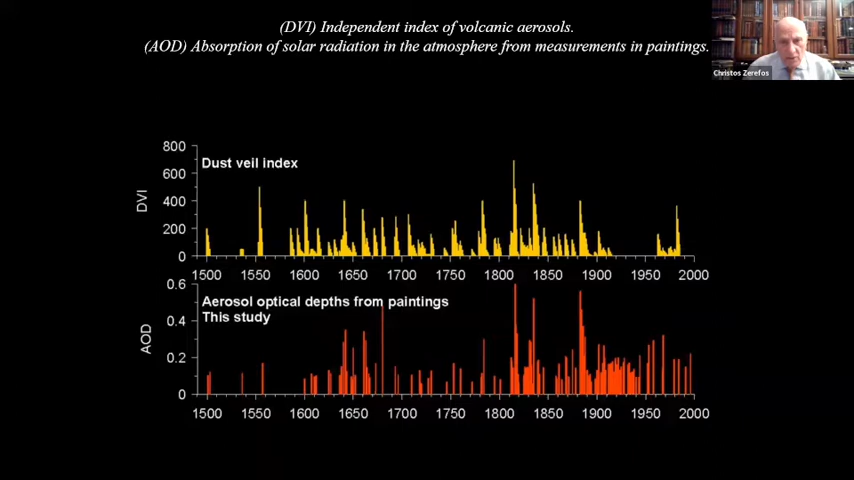 (DVI) Independent index of volcanic aerosols.
(AOD) Absorption of solar radiation in the atmosphere from measurements in paintings.
Christos Zerefos
800
Dust veil index
600
DVI
400
200
0
1500 1550 1600 1650 1700 1750 1800 1850 1900 1950 2000
0.6
Aerosol optical depths from paintings
This study
0.4
AOD
0.2
0
1500 1550 1600 1650 1700 1750 1800 1850 1900 1950 2000